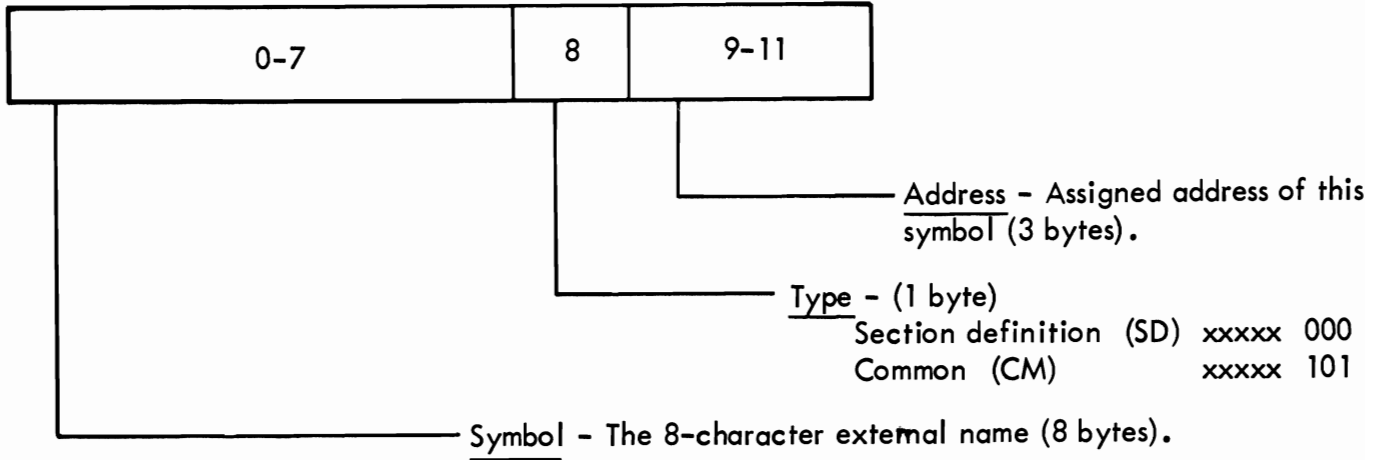 0-7 8 9-11
Address - Assigned address of this
symbol (3 bytes).
Type - (1 byte)
Section definition (SD) xxxxx 000
Common (CM) xxxxx 101
Symbol - The 8-character external name (8 bytes).